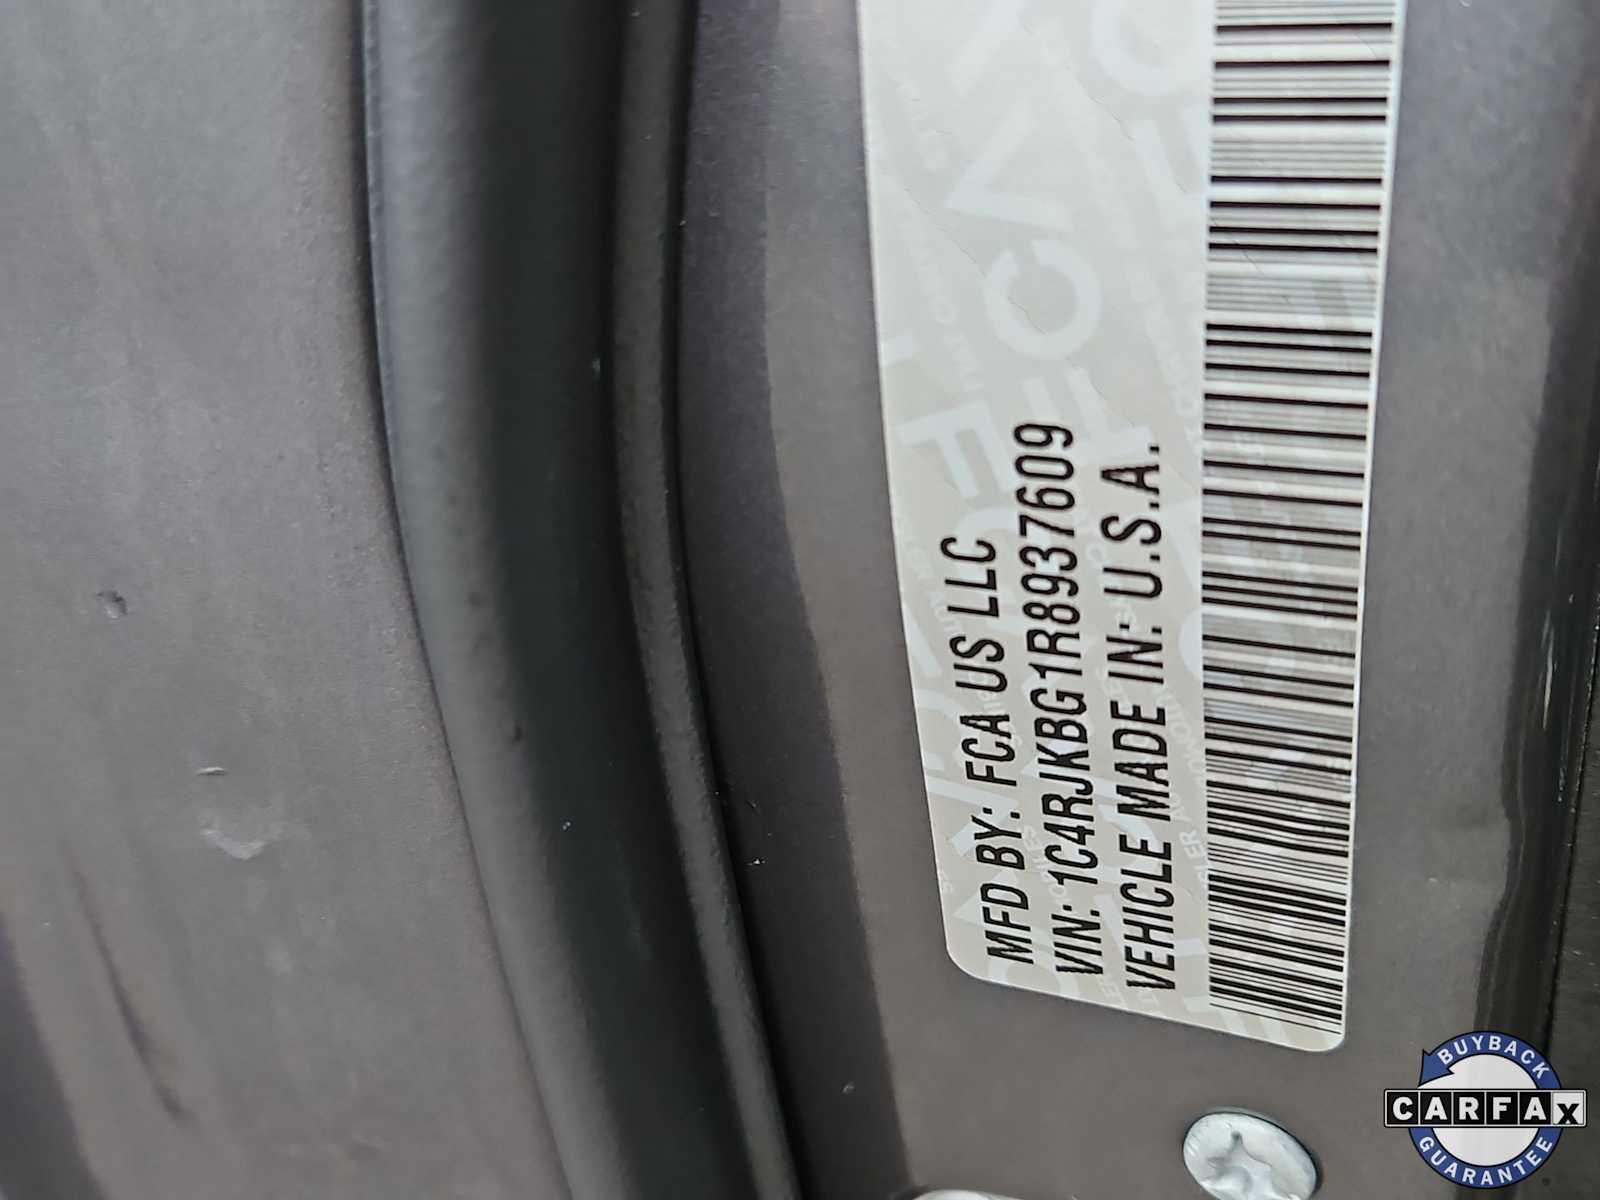 MFD BY: FCA US LLC
VIN: 1C4RJKBG1R8937609
VEHICLE MADE IN: U.S.A.
BUYBACK
CARFAX
GUARANTEE